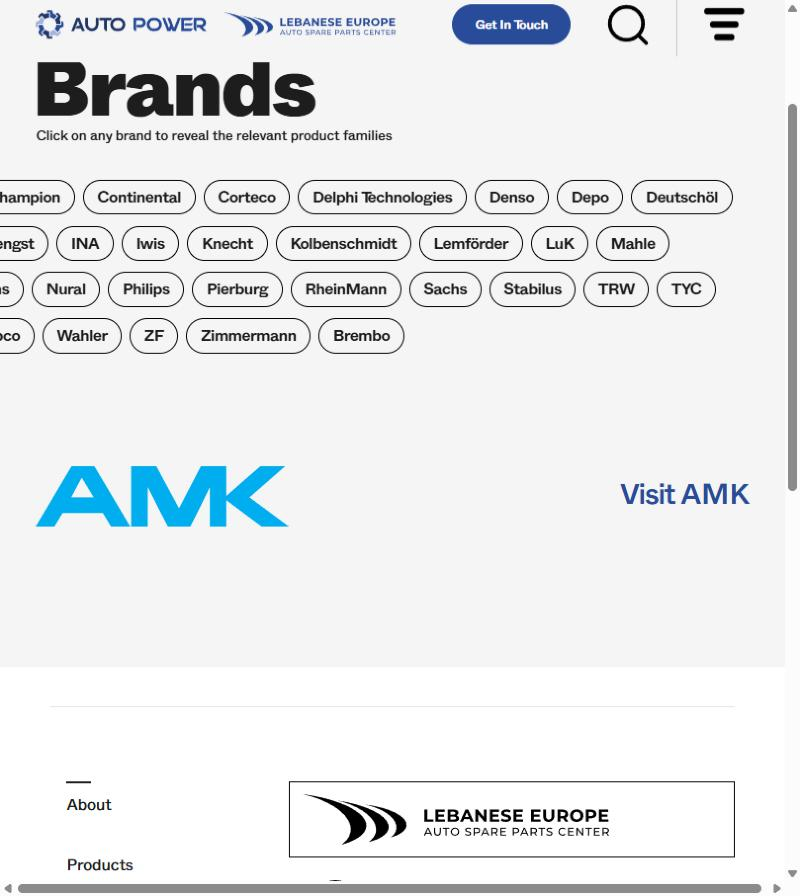 AUTO POWER
LEBANESE EUROPE
AUTO SPARE PARTS CENTER
Get In Touch
Brands
Click on any brand to reveal the relevant product families
hampion Continental Corteco Delphi Technologies Denso Depo Deutschöl
engst INA Iwis Knecht Kolbenschmidt Lemförder LuK Mahle
s Nural Philips Pierburg RheinMann Sachs Stabilus TRW TYC
oco Wahler ZF Zimmermann Brembo
AMK
Visit AMK
About
LEBANESE EUROPE
AUTO SPARE PARTS CENTER
Products